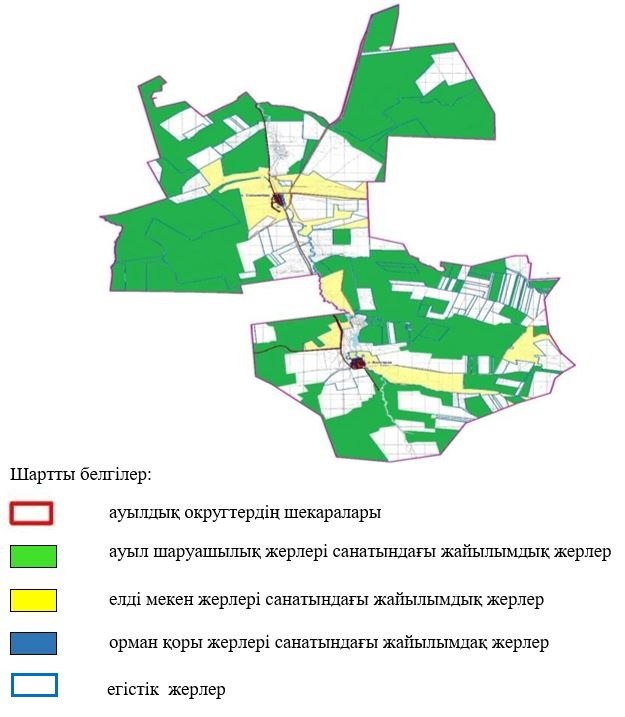 Шартты белгілер:
ауылдық округтердің шекаралары
ауыл шаруашылық жерлері санатындағы жайылымдық жерлер
елді мекен жерлері санатындағы жайылымдық жерлер
орман қоры жерлері санатындағы жайылымдақ жерлер
егістік жерлер